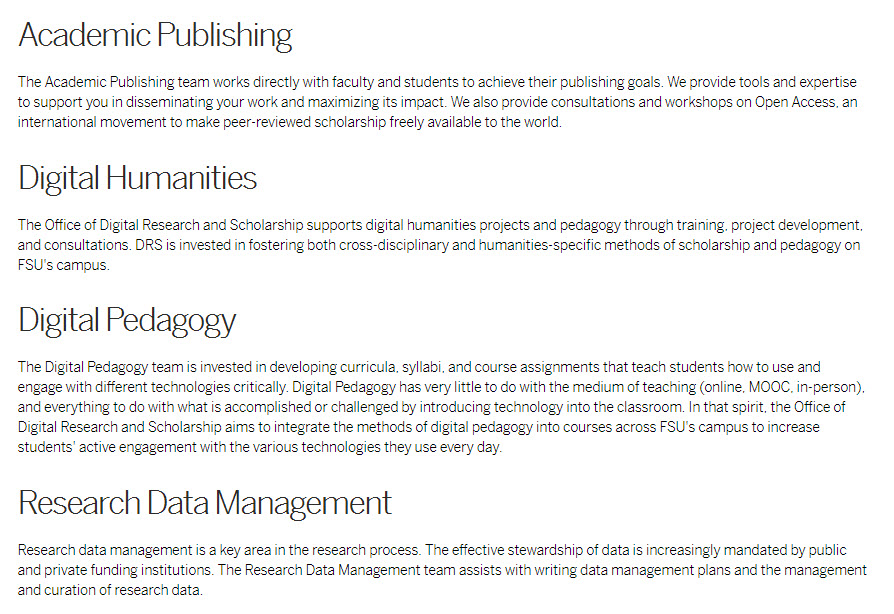 Academic Publishing
The Academic Publishing team works directly with faculty and students to achieve their publishing goals. We provide tools and expertise
to support you in disseminating your work and maximizing its impact. We also provide consultations and workshops on Open Access, an
international movement to make peer-reviewed scholarship freely available to the world.
Digital Humanities
The Office of Digital Research and Scholarship supports digital humanities projects and pedagogy through training, project development,
and consultations. DRS is invested in fostering both cross-disciplinary and humanities-specific methods of scholarship and pedagogy on
FSU's campus.
Digital Pedagogy
The Digital Pedagogy team is invested in developing curricula, syllabi, and course assignments that teach students how to use and
engage with different technologies critically. Digital Pedagogy has very little to do with the medium of teaching (online, MOOC, in-person),
and everything to do with what is accomplished or challenged by introducing technology into the classroom. In that spirit, the Office of
Digital Research and Scholarship aims to integrate the methods of digital pedagogy into courses across FSU's campus to increase
students' active engagement with the various technologies they use every day.
Research Data Management
Research data management is a key area in the research process. The effective stewardship of data is increasingly mandated by public
and private funding institutions. The Research Data Management team assists with writing data management plans and the management
and curation of research data.